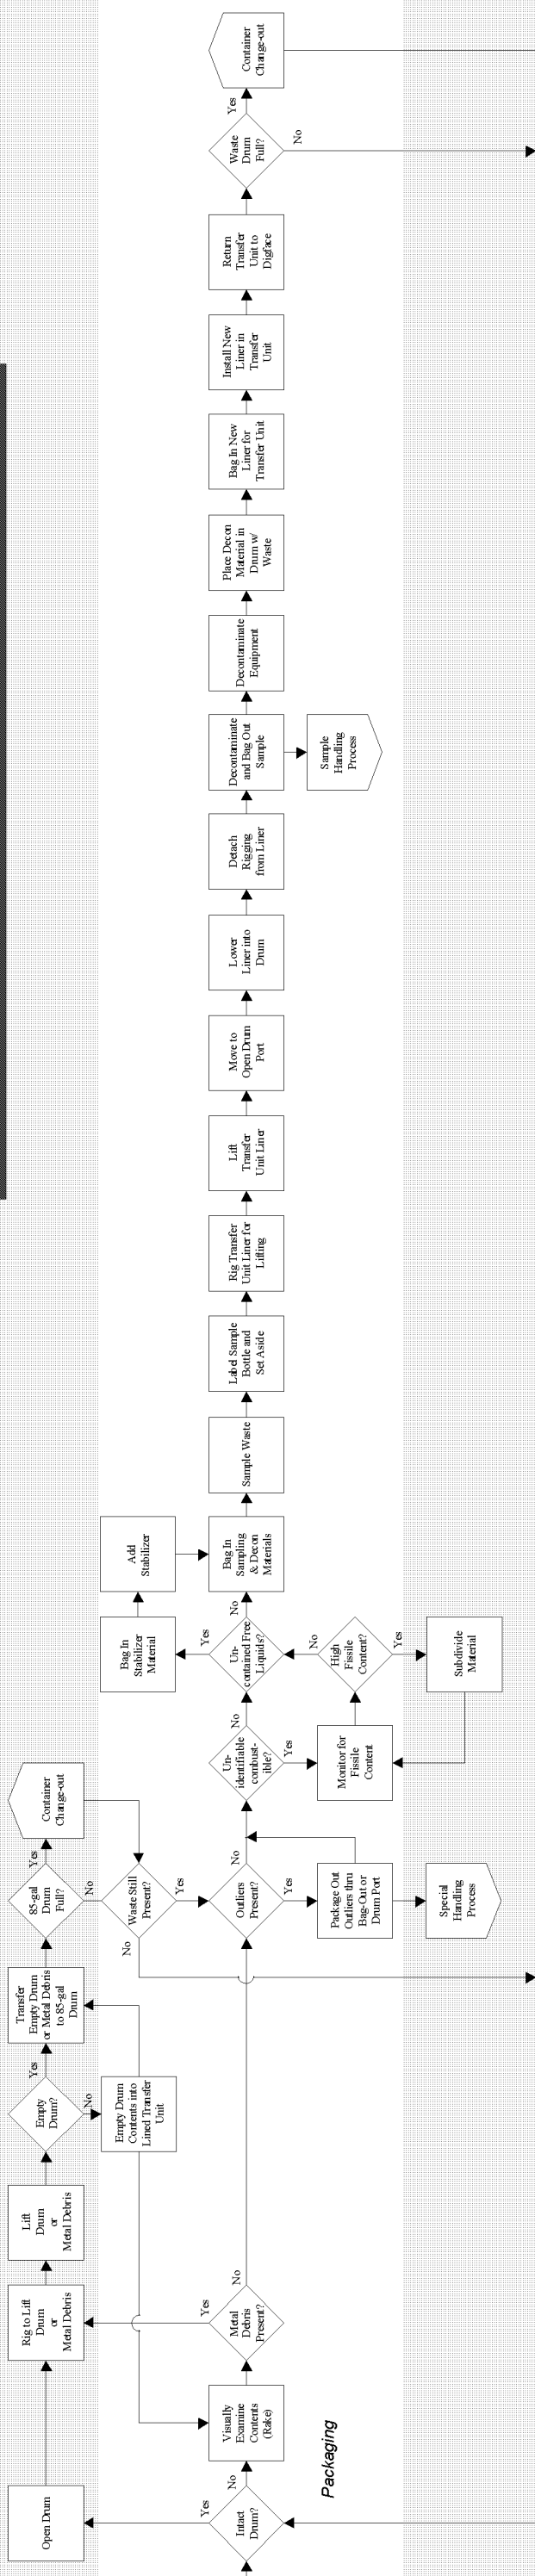 Open Drum
Rig to Lift
Drum
or
Metal Debris
Lift
Drum
or
Metal Debris
Empty
Drum?
Yes
No
Transfer
Empty Drum
or Metal Debris
to 85-gal
Drum
85-gal
Drum
Full?
Yes
No
Container
Change-out
Empty Drum
Contents into
Lined Transfer
Unit
Waste Still
Present?
No
Yes
Bag In
Stabilizer
Material
Add
Stabilizer
Intact
Drum?
Yes
No
Visually
Examine
Contents
(Rake)
Metal
Debris
Present?
Yes
No
Outliers
Present?
No
Yes
Un-
identifiable
combust-
ible?
No
Yes
Un-
contained Free
Liquids?
Yes
No
Bag In
Sampling
& Decon
Materials
Sample Waste
Label Sample
Bottle and
Set Aside
Rig Transfer
Unit Liner for
Lifting
Lift
Transfer
Unit Liner
Move to
Open Drum
Port
Lower
Liner into
Drum
Detach
Rigging
from Liner
Decontaminate
and Bag Out
Sample
Decontaminate
Equipment
Place Decon
Material in
Drum w/
Waste
Bag In New
Liner for
Transfer Unit
Install New
Liner in
Transfer
Unit
Return
Transfer
Unit to
Digface
Waste
Drum
Full?
Yes
No
Container
Change-out
Packaging
Package Out
Outliers thru
Bag-Out or
Drum Port
Monitor for
Fissile
Content
High
Fissile
Content?
No
Yes
Sample
Handling
Process
Special
Handling
Process
Subdivide
Material